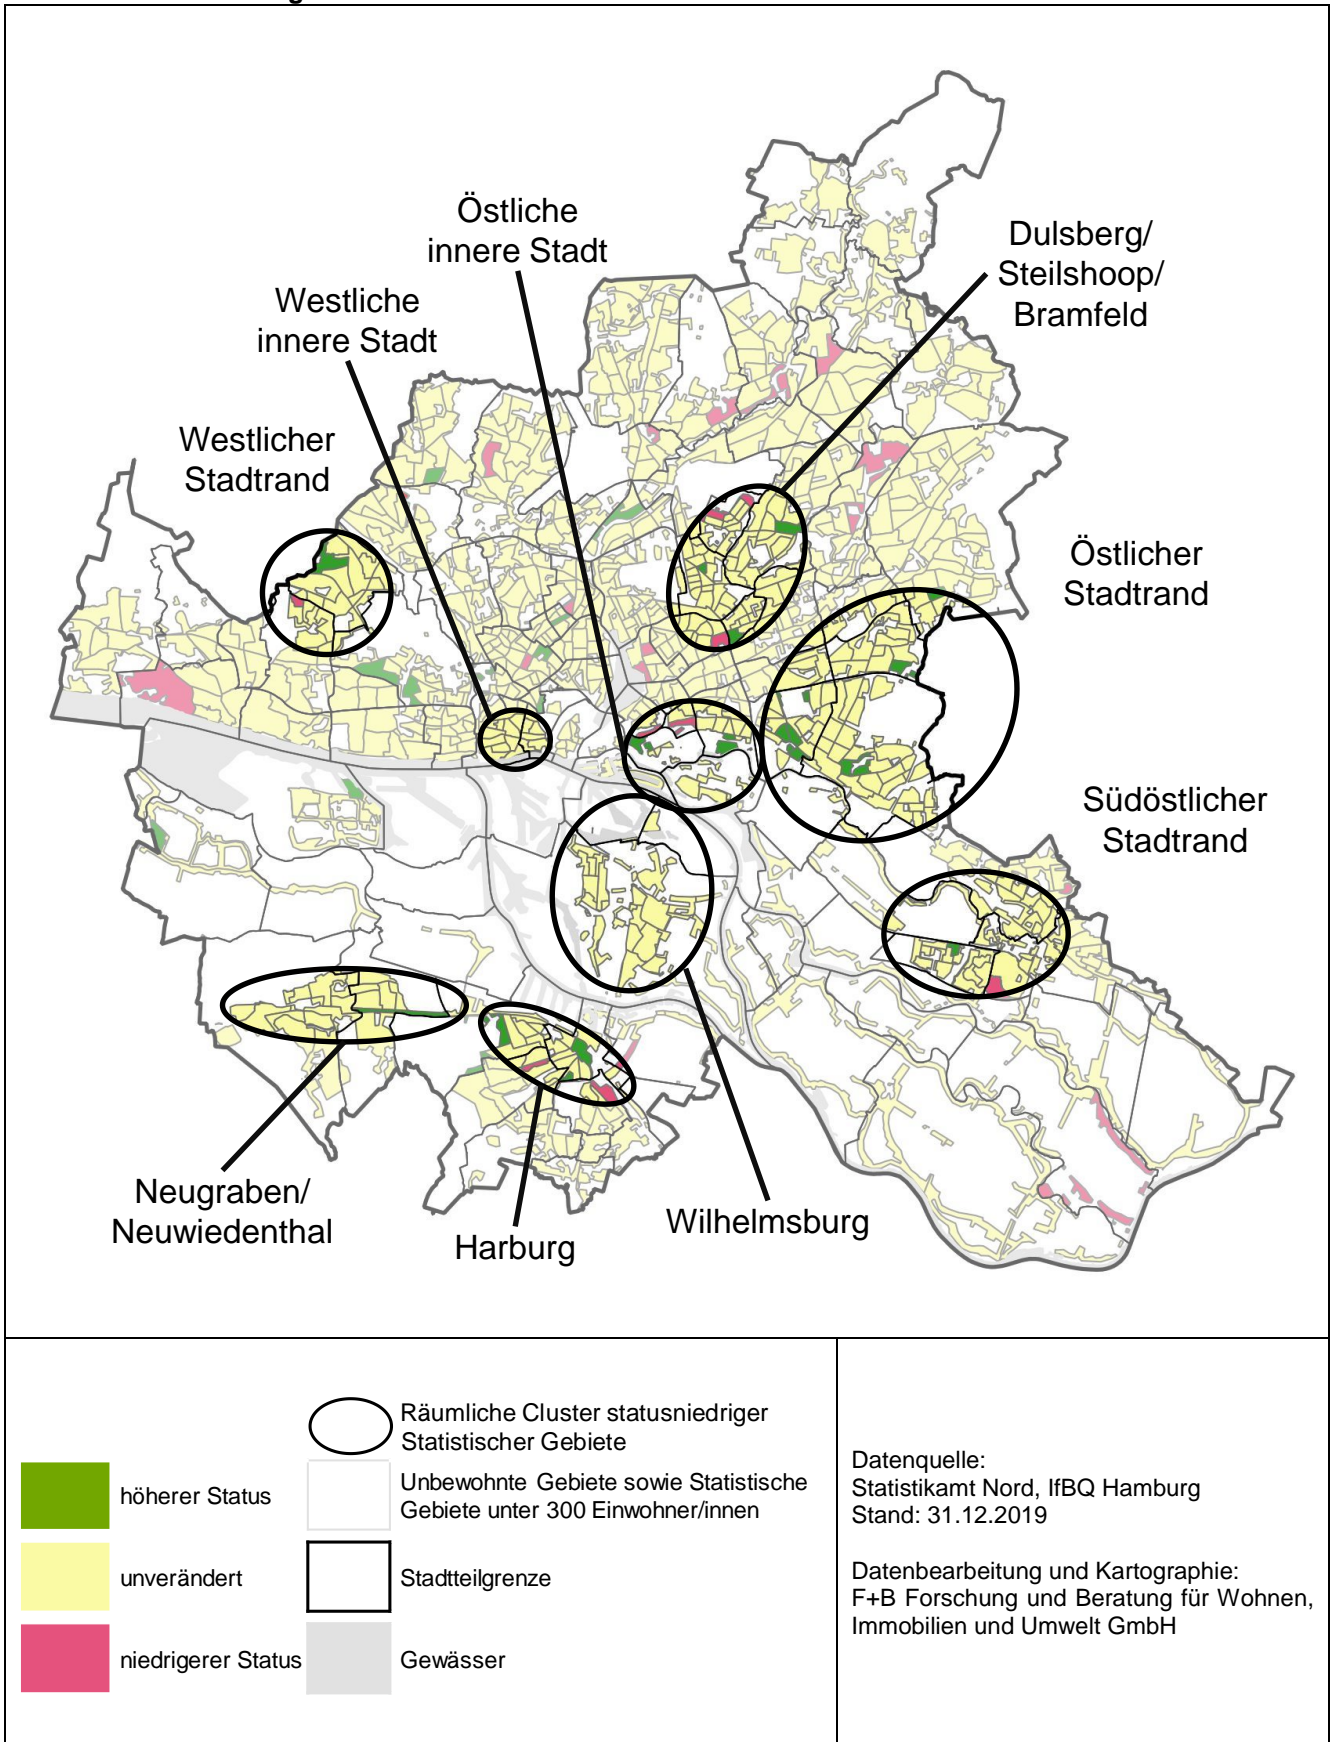 Östliche
innere Stadt
Dulsberg/
Steilshoop/
Bramfeld
Westliche
innere Stadt
Westlicher
Stadtrand
Östlicher
Stadtrand
Südöstlicher
Stadtrand
Neugraben/
Neuwiedenthal
Harburg
Wilhelmsburg
höherer Status
unverändert
niedrigerer Status
Räumliche Cluster statusniedriger
Statistischer Gebiete
Unbewohnte Gebiete sowie Statistische
Gebiete unter 300 Einwohner/innen
Stadtteilgrenze
Gewässer
Datenquelle:
Statistikamt Nord, IfBQ Hamburg
Stand: 31.12.2019
Datenbearbeitung und Kartographie:
F+B Forschung und Beratung für Wohnen,
Immobilien und Umwelt GmbH